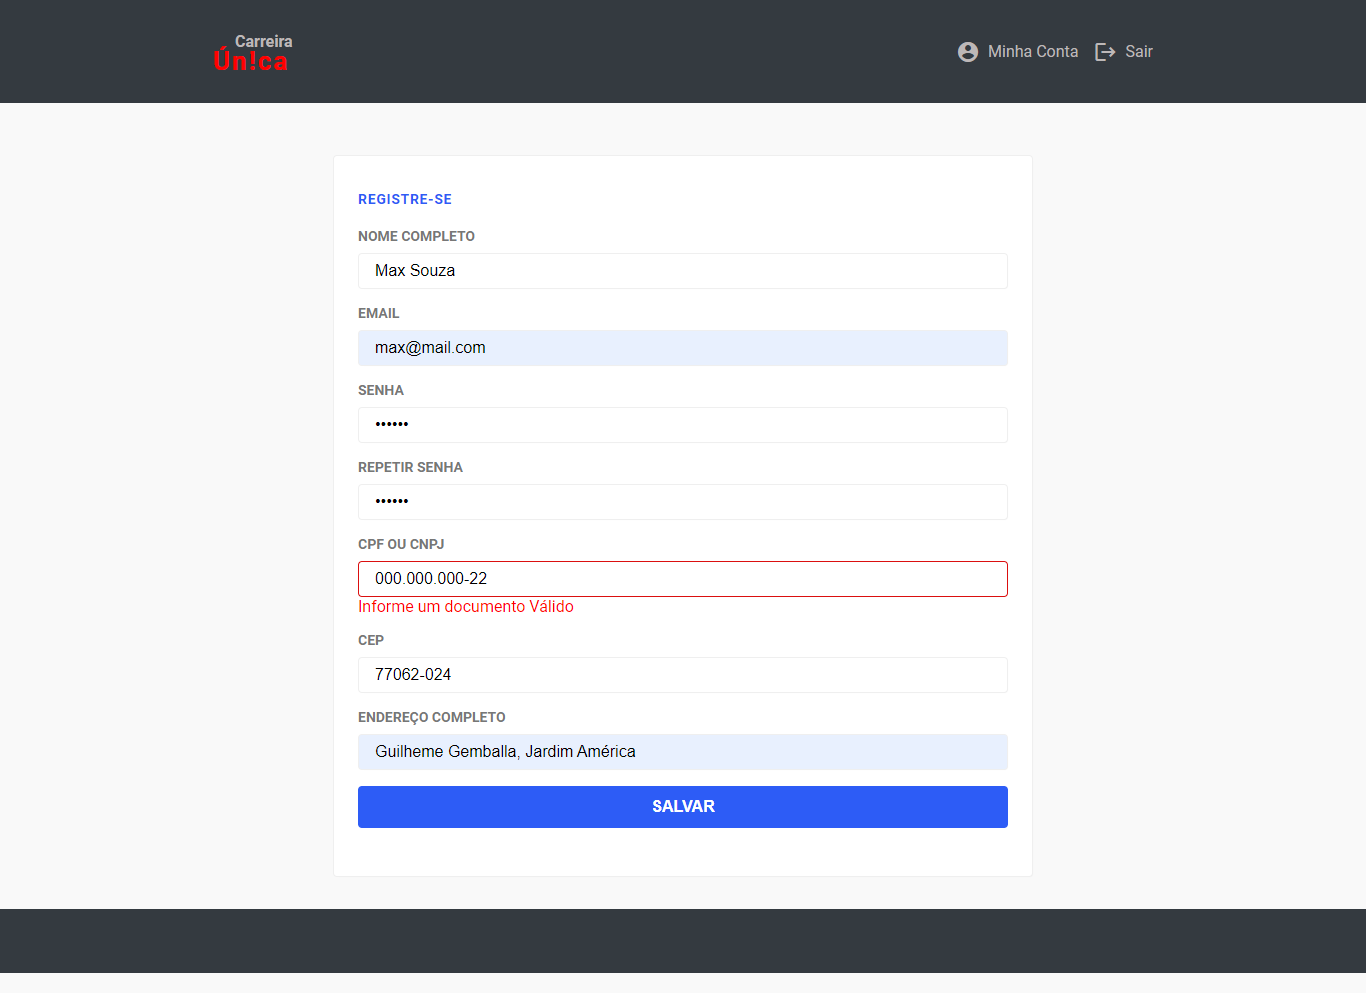 Carreira
Ún!ca
Minha Conta
Sair
REGISTRE-SE
NOME COMPLETO
Max Souza
EMAIL
max@mail.com
SENHA
••••••
REPETIR SENHA
••••••
CPF OU CNPJ
000.000.000-22
Informe um documento Válido
CEP
77062-024
ENDEREÇO COMPLETO
Guilheme Gemballa, Jardim América
SALVAR